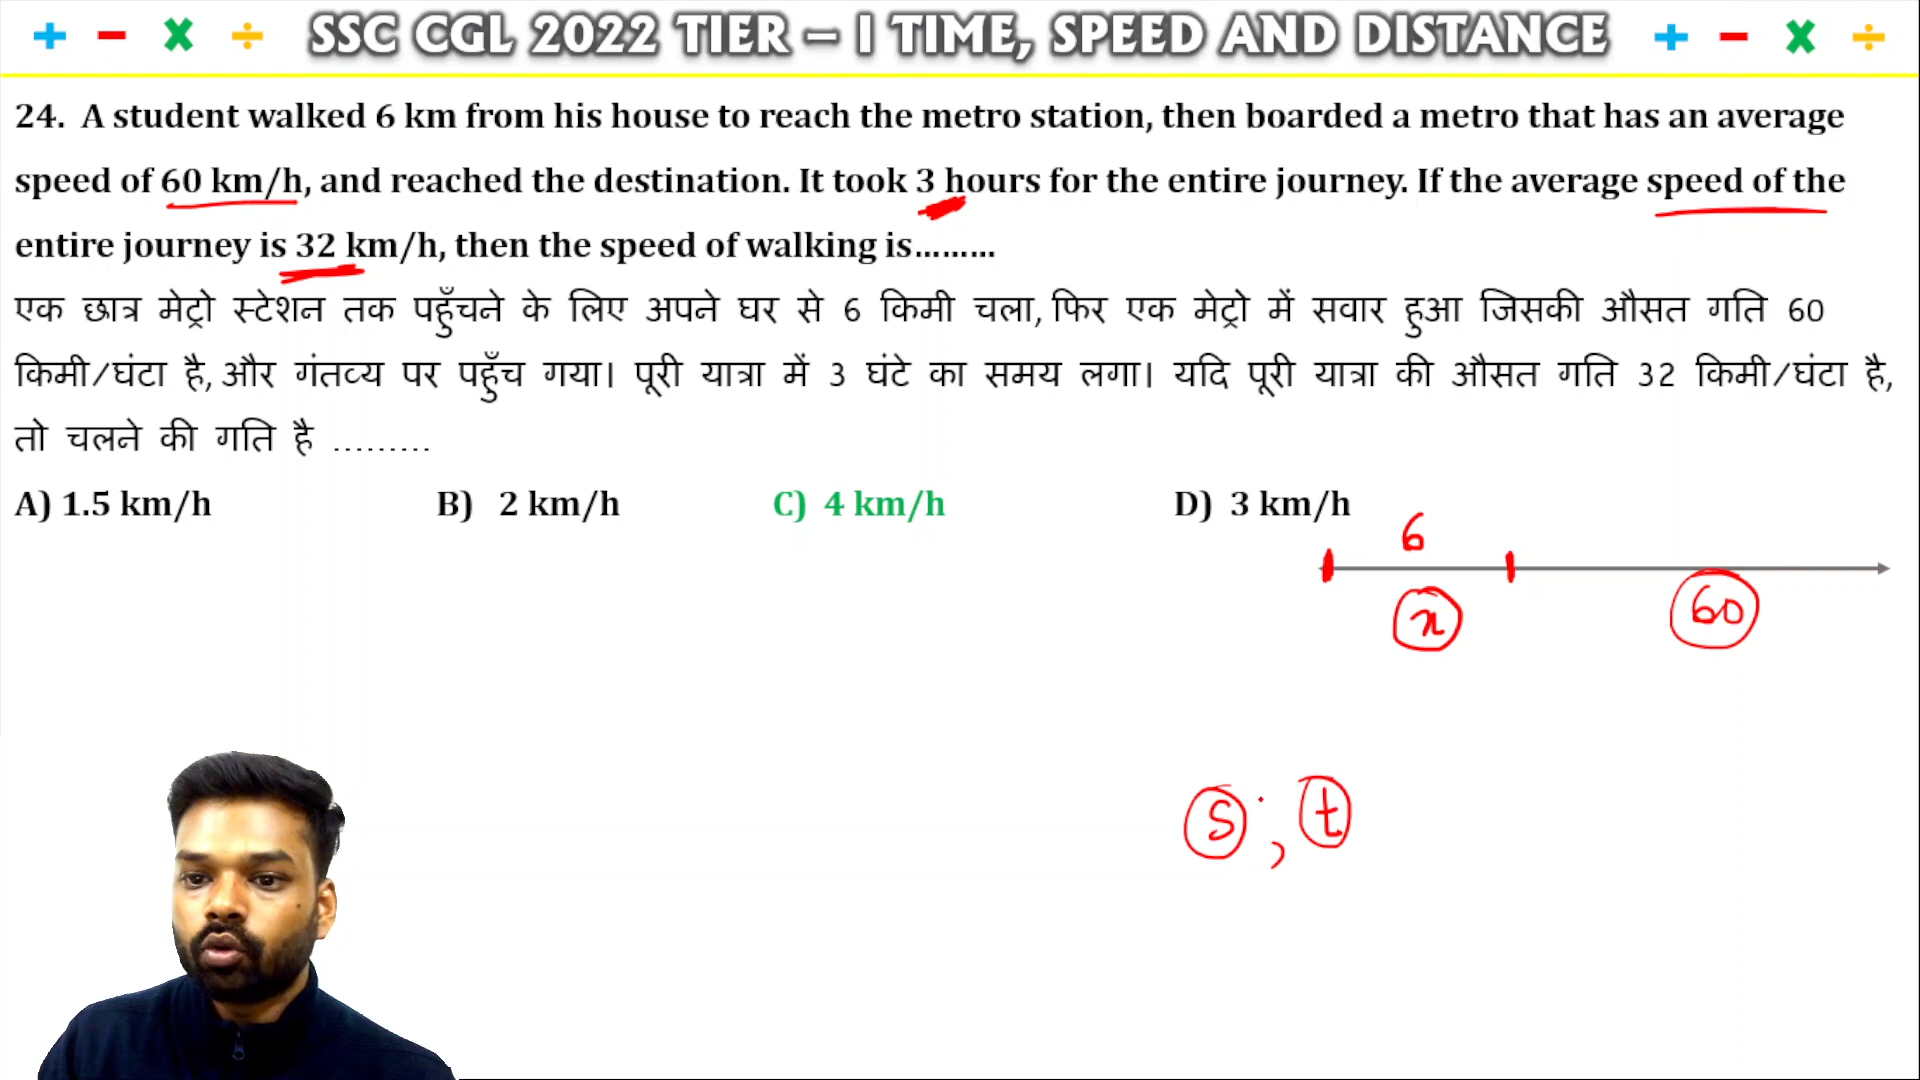 + - × ÷ SSC CGL 2022 TIER – I TIME, SPEED AND DISTANCE + - × ÷
24. A student walked 6 km from his house to reach the metro station, then boarded a metro that has an average
speed of 60 km/h, and reached the destination. It took 3 hours for the entire journey. If the average speed of the
entire journey is 32 km/h, then the speed of walking is.........
एक छात्र मेट्रो स्टेशन तक पहुँचने के लिए अपने घर से 6 किमी चला, फिर एक मेट्रो में सवार हुआ जिसकी औसत गति 60
किमी/घंटा है, और गंतव्य पर पहुँच गया। पूरी यात्रा में 3 घंटे का समय लगा। यदि पूरी यात्रा की औसत गति 32 किमी/घंटा है,
तो चलने की गति है .........
A) 1.5 km/h B) 2 km/h C) 4 km/h D) 3 km/h
6
x 60
S ; t